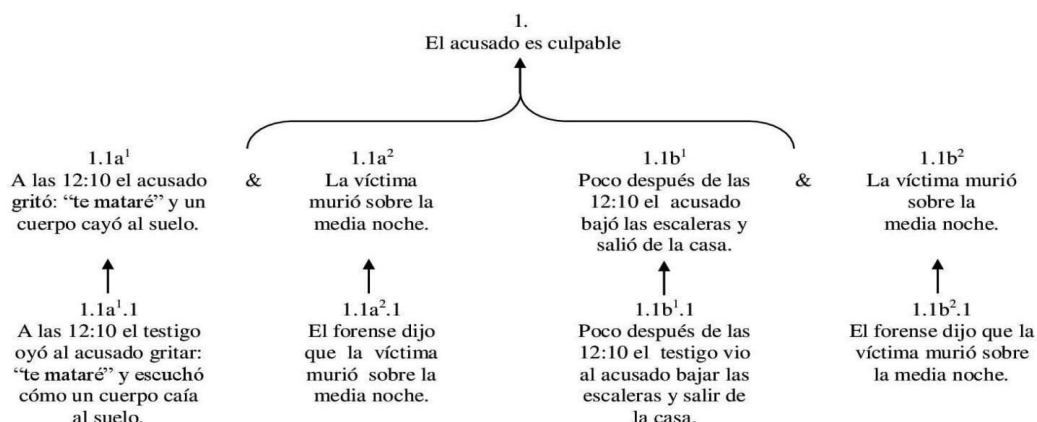 1.
El acusado es culpable
1.1a¹
A las 12:10 el acusado
gritó: “te mataré” y un
cuerpo cayó al suelo.
&
1.1a²
La víctima
murió sobre la
media noche.
1.1b¹
Poco después de las
12:10 el acusado
bajó las escaleras y
salió de la casa.
&
1.1b²
La víctima murió
sobre la
media noche.
1.1a¹.1
A las 12:10 el testigo
oyó al acusado gritar:
“te mataré” y escuchó
cómo un cuerpo caía
al suelo.
1.1a².1
El forense dijo
que la víctima
murió sobre la
media noche.
1.1b¹.1
Poco después de las
12:10 el testigo vio
al acusado bajar las
escaleras y salir de
la casa.
1.1b².1
El forense dijo que la
víctima murió sobre
la media noche.